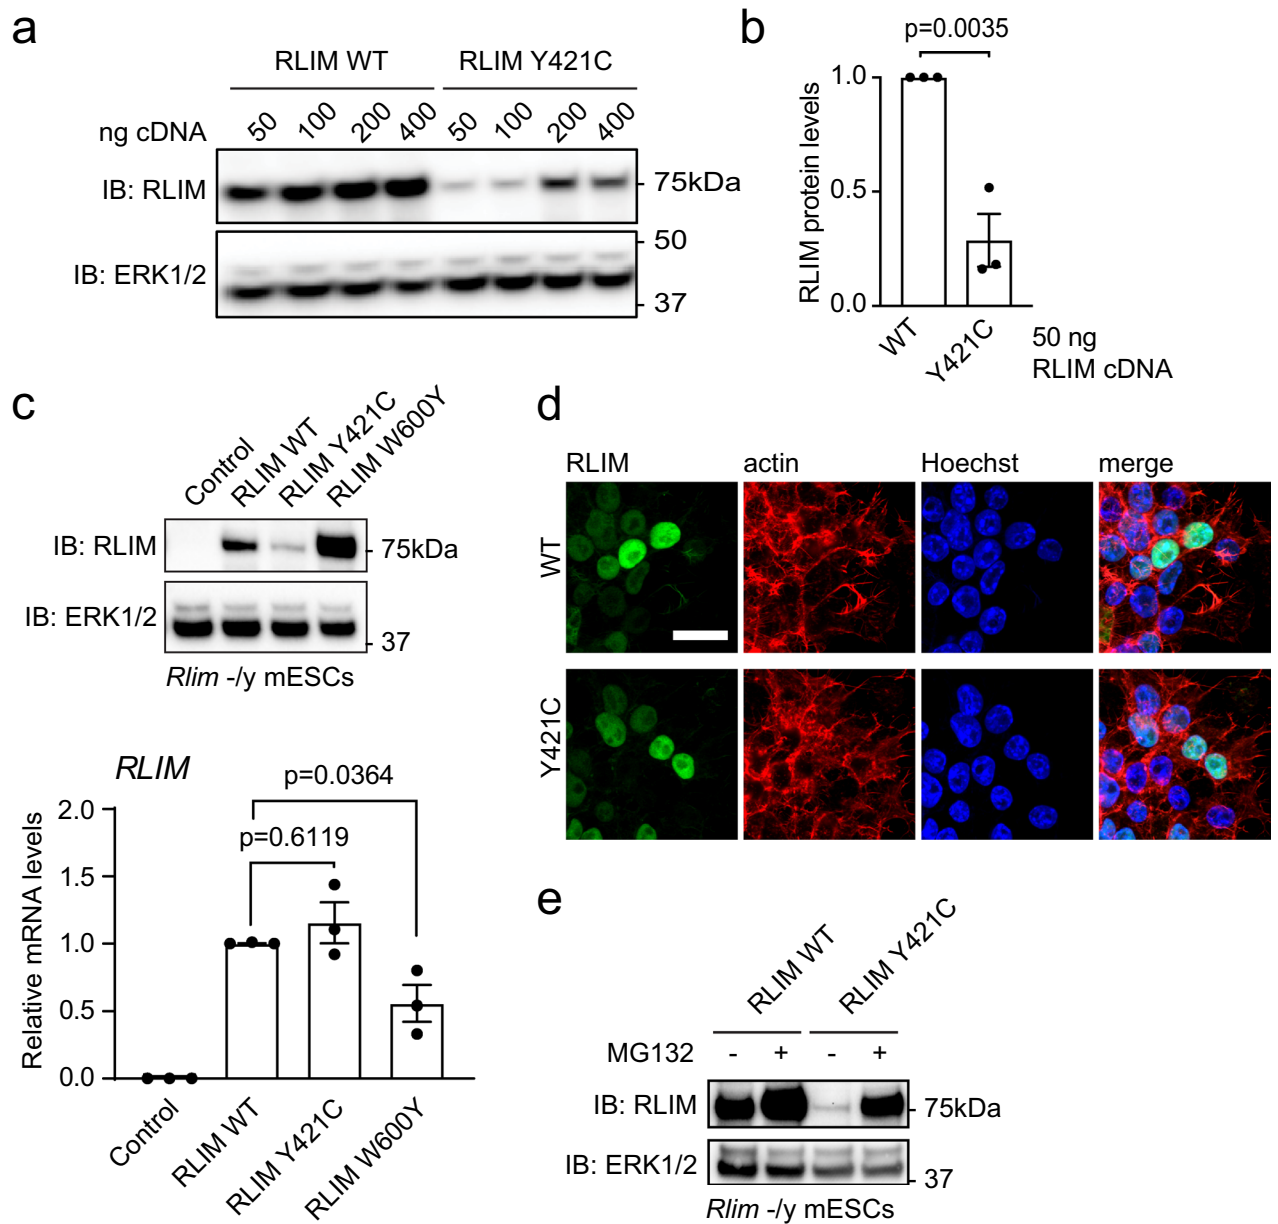 a
RLIM WT RLIM Y421C
ng cDNA 50 100 200 400 50 100 200 400
IB: RLIM 75kDa
50
IB: ERK1/2
37
b
p=0.0035
1.0
0.5
0.0
RLIM protein levels
WT Y421C
50 ng
RLIM cDNA
c
Control RLIM WT RLIM Y421C RLIM W600Y
IB: RLIM 75kDa
IB: ERK1/2
37
Rlim -/y mESCs
RLIM
p=0.0364
p=0.6119
2.0
1.5
1.0
0.5
0.0
Relative mRNA levels
Control RLIM WT RLIM Y421C RLIM W600Y
d
RLIM actin Hoechst merge
WT
Y421C
e
RLIM WT RLIM Y421C
MG132 - + - +
IB: RLIM 75kDa
IB: ERK1/2
37
Rlim -/y mESCs